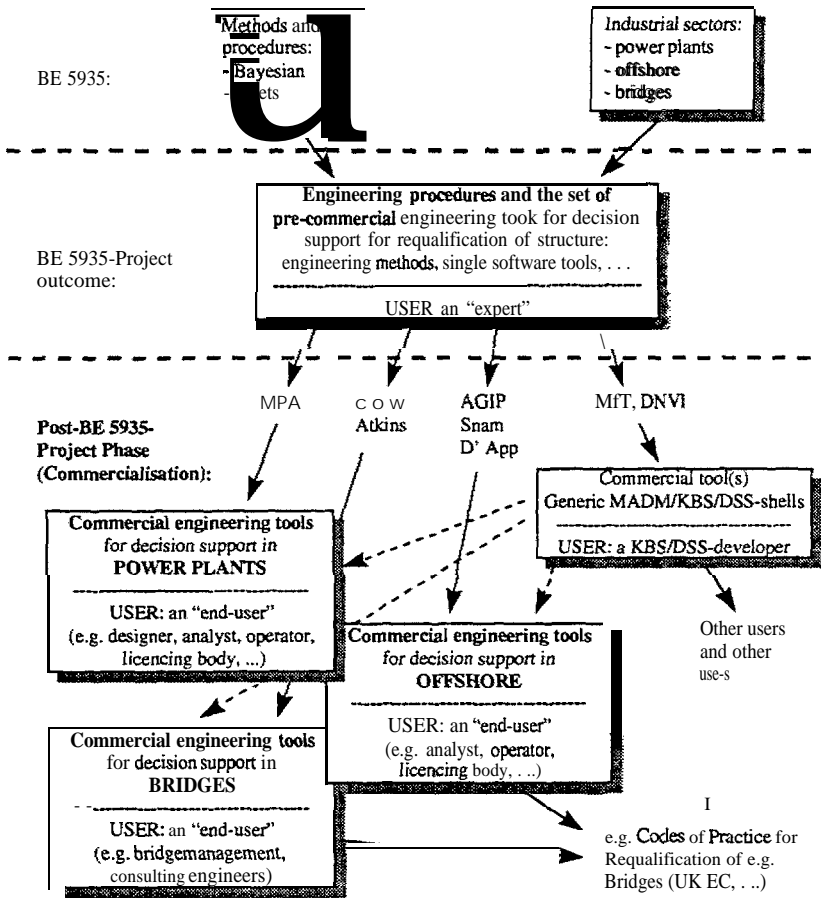 Methods and
procedures:
- Bayesian
ets
Industrial sectors:
- power plants
- offshore
- bridges
BE 5935:
Engineering procedures and the set of
pre-commercial engineering took for decision
support for requalification of structure:
engineering methods, single software tools, . . .
USER an “expert”
BE 5935-Project
outcome:
MPA
c o w
Atkins
AGIP
Snam
D’ App
MfT, DNVI
Post-BE 5935-
Project Phase
(Commercialisation):
Commercial tool(s)
Generic MADM/KBS/DSS-shells
USER: a KBS/DSS-developer
Commercial engineering tools
for decision support in
POWER PLANTS
USER: an “end-user”
(e.g. designer, analyst, operator,
licencing body, ...)
Other users
and other
use-s
Commercial engineering tools
for decision support in
OFFSHORE
USER: an “end-user”
(e.g. analyst, operator,
licencing body, . ..)
Commercial engineering tools
for decision support in
BRIDGES
USER: an “end-user”
(e.g. bridgemanagement,
consulting engineers)
I
e.g. Codes of Practice for
Requalification of e.g.
Bridges (UK EC, . ..)